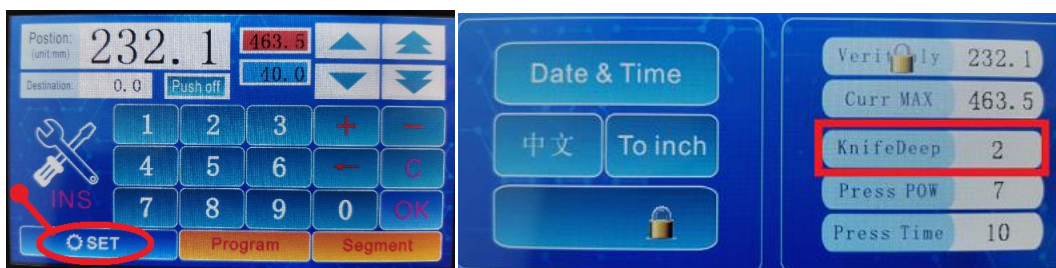 Postion: 232. 1 463. 5
(unit:mm)
40. 0
Destination: 0. 0 Push off
1 2 3 + -
4 5 6 ← C
INS 7 8 9 0 OK
SET Program Segment
Date & Time
中文 To inch
232. 1
Curr MAX 463. 5
KnifeDeep 2
Press POW 7
Press Time 10